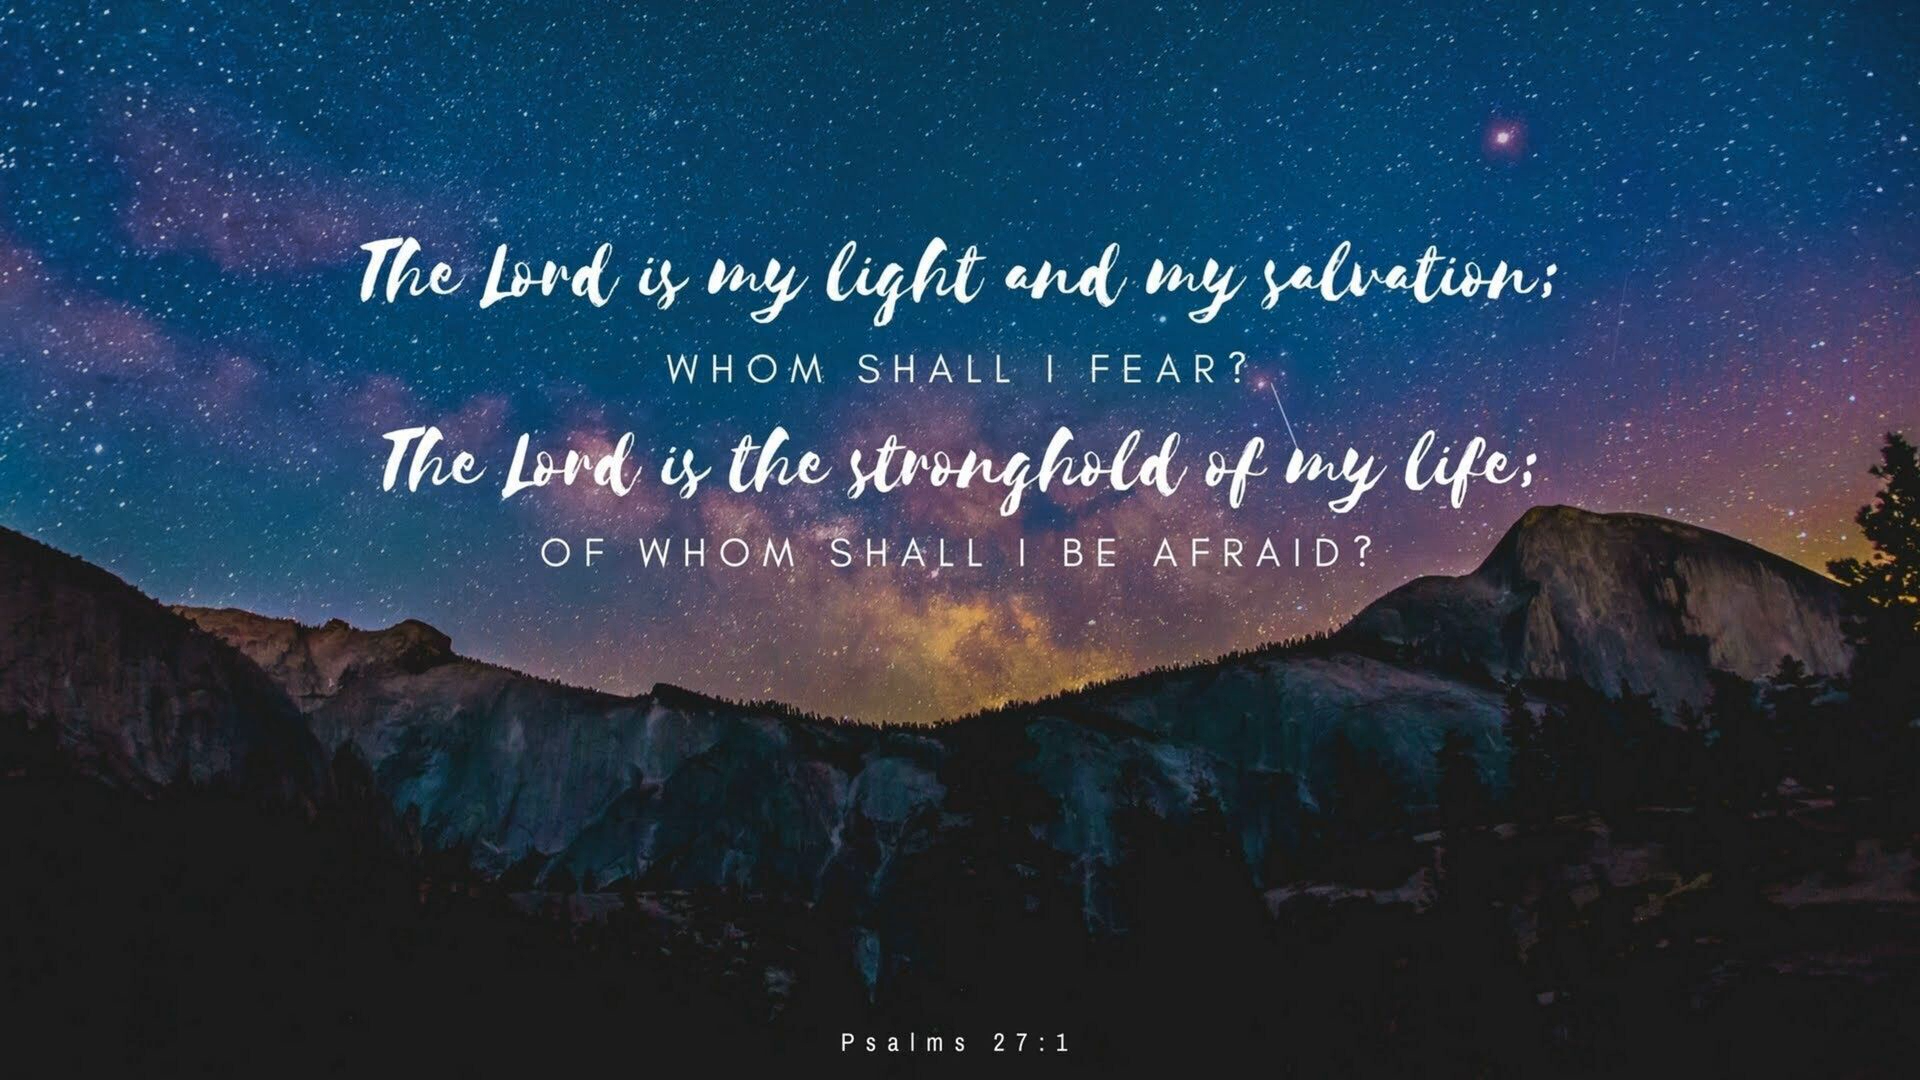 The Lord is my light and my salvation;
WHOM SHALL I FEAR?
The Lord is the stronghold of my life;
OF WHOM SHALL I BE AFRAID?
Psalms 27:1